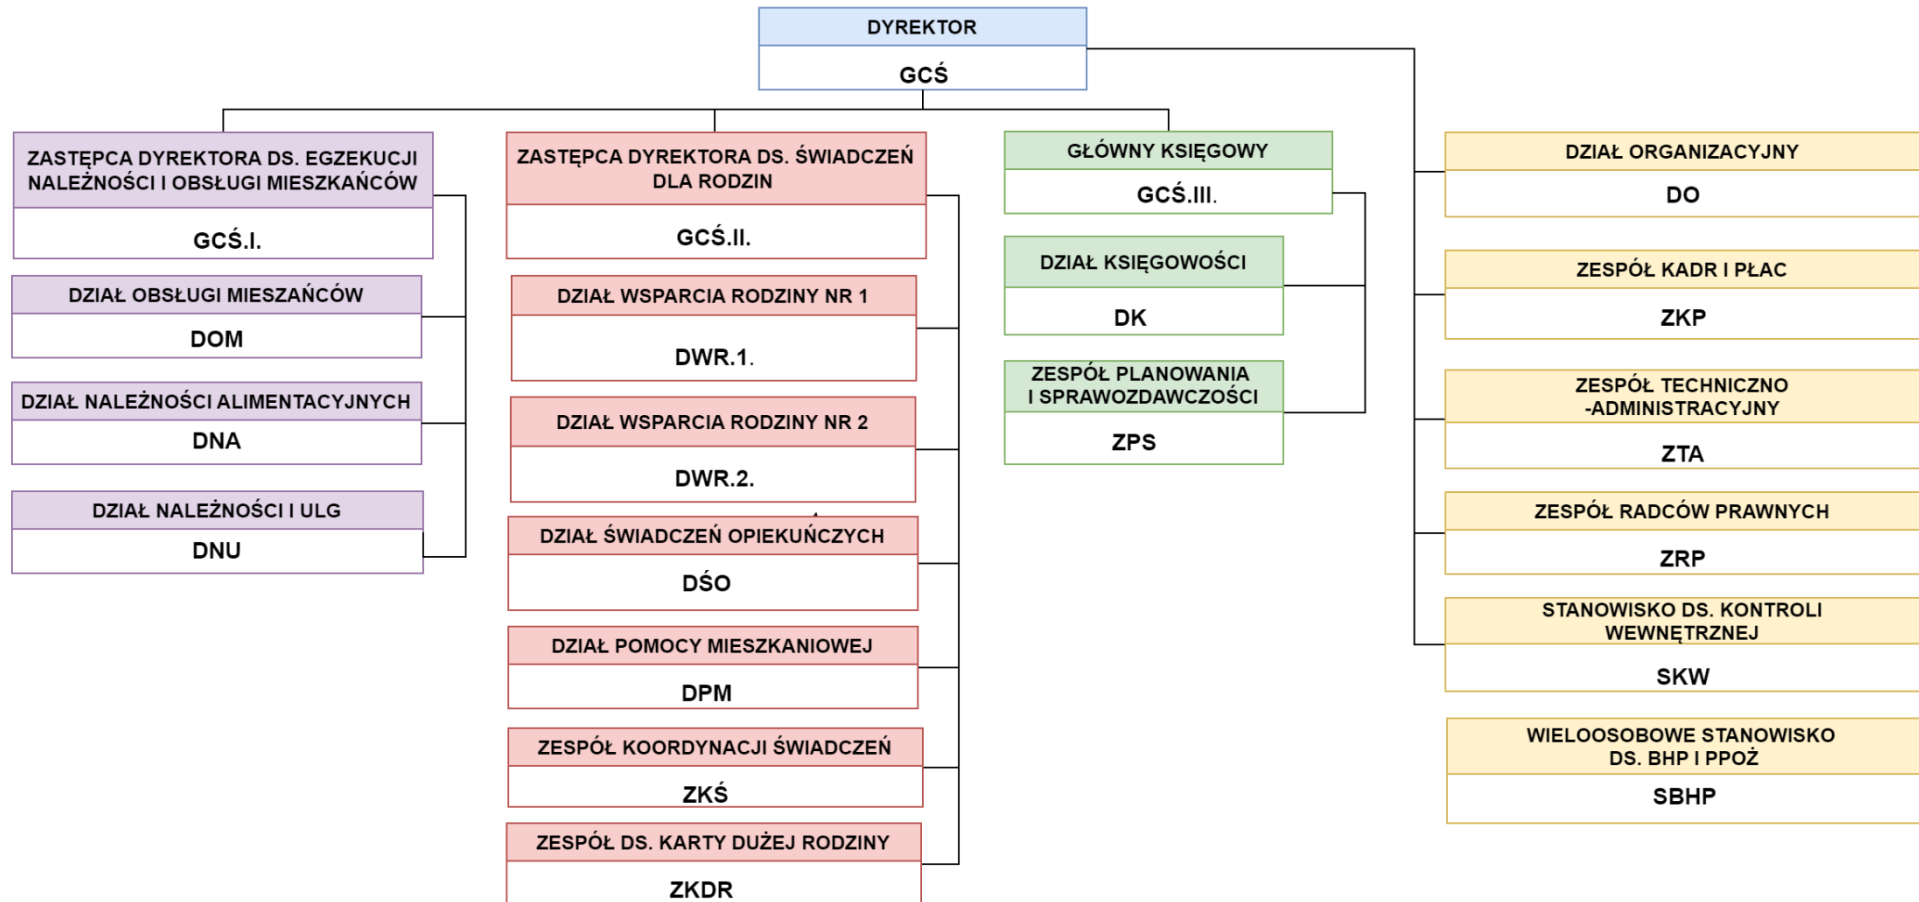 DYREKTOR
GCŚ
ZASTĘPCA DYREKTORA DS. EGZEKUCJI
NALEŻNOŚCI I OBSŁUGI MIESZKAŃCÓW
GCŚ.I.
DZIAŁ OBSŁUGI MIESZAŃCÓW
DOM
DZIAŁ NALEŻNOŚCI ALIMENTACYJNYCH
DNA
DZIAŁ NALEŻNOŚCI I ULG
DNU
ZASTĘPCA DYREKTORA DS. ŚWIADCZEŃ
DLA RODZIN
GCŚ.II.
DZIAŁ WSPARCIA RODZINY NR 1
DWR.1.
DZIAŁ WSPARCIA RODZINY NR 2
DWR.2.
DZIAŁ ŚWIADCZEŃ OPIEKUŃCZYCH
DŚO
DZIAŁ POMOCY MIESZKANIOWEJ
DPM
ZESPÓŁ KOORDYNACJI ŚWIADCZEŃ
ZKŚ
ZESPÓŁ DS. KARTY DUŻEJ RODZINY
ZKDR
GŁÓWNY KSIĘGOWY
GCŚ.III.
DZIAŁ KSIĘGOWOŚCI
DK
ZESPÓŁ PLANOWANIA
I SPRAWOZDAWCZOŚCI
ZPS
DZIAŁ ORGANIZACYJNY
DO
ZESPÓŁ KADR I PŁAC
ZKP
ZESPÓŁ TECHNICZNO
-ADMINISTRACYJNY
ZTA
ZESPÓŁ RADCÓW PRAWNYCH
ZRP
STANOWISKO DS. KONTROLI
WEWNĘTRZNEJ
SKW
WIELOOSOBOWE STANOWISKO
DS. BHP I PPOŻ
SBHP